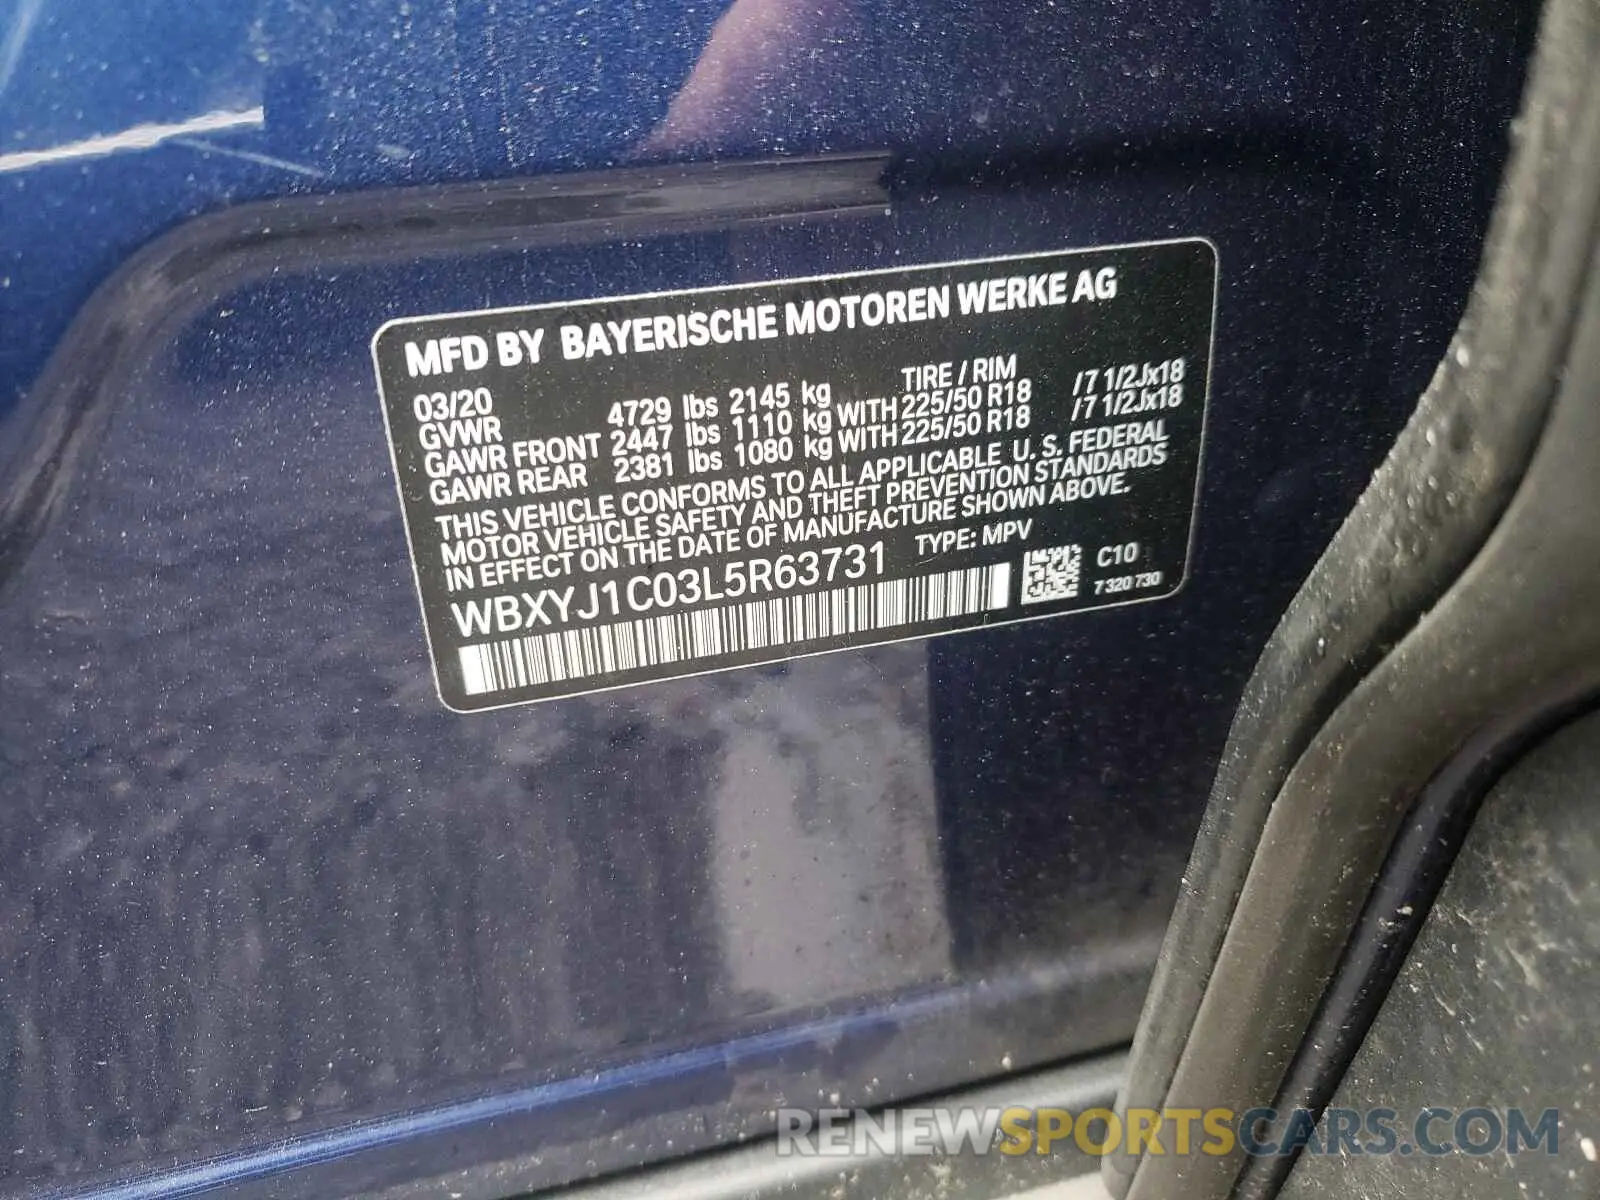 MFD BY BAYERISCHE MOTOREN WERKE AG
03/20 TIRE / RIM
GVWR 4729 lbs 2145 kg
GAWR FRONT 2447 lbs 1110 kg WITH 225/50 R18 /7 1/2Jx18
GAWR REAR 2381 lbs 1080 kg WITH 225/50 R18 /7 1/2Jx18
THIS VEHICLE CONFORMS TO ALL APPLICABLE U. S. FEDERAL
MOTOR VEHICLE SAFETY AND THEFT PREVENTION STANDARDS
IN EFFECT ON THE DATE OF MANUFACTURE SHOWN ABOVE.
WBXYJ1C03L5R63731 TYPE: MPV
C10
7 320 730
RENEWSPORTSCARS.COM